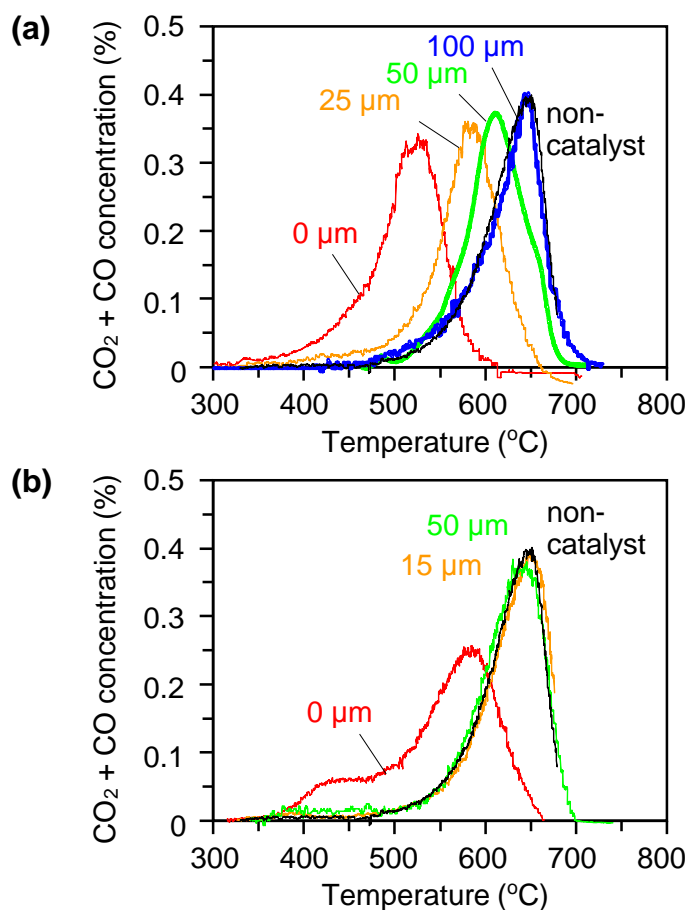 (a)
0.5
0.4
0.3
0.2
0.1
0
CO₂ + CO concentration (%)
100 µm
50 µm
25 µm
0 µm
non-
catalyst
300 400 500 600 700 800
Temperature (ºC)
(b)
0.5
0.4
0.3
0.2
0.1
0
CO₂ + CO concentration (%)
50 µm
15 µm
0 µm
non-
catalyst
300 400 500 600 700 800
Temperature (ºC)